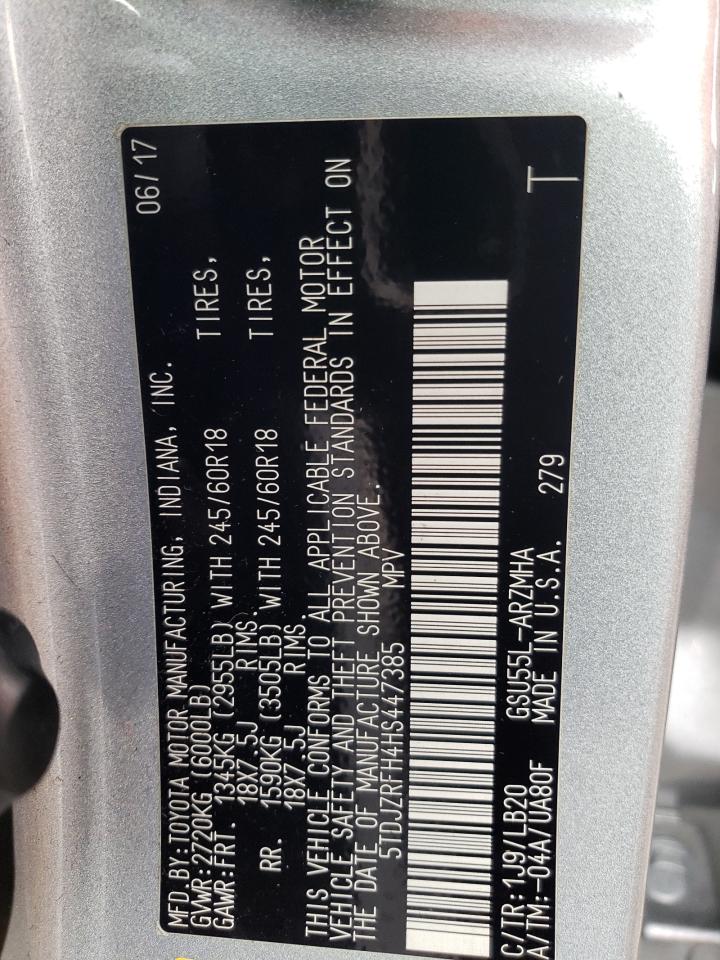 MFD. BY: TOYOTA MOTOR MANUFACTURING, INDIANA, INC. 06/17
GVWR: 2720KG (6000LB)
GAWR: FRT. 1345KG (2955LB) WITH 245/60R18 TIRES,
18X7.5J RIMS.
RR. 1590KG (3505LB) WITH 245/60R18 TIRES,
18X7.5J RIMS.
THIS VEHICLE CONFORMS TO ALL APPLICABLE FEDERAL MOTOR
VEHICLE SAFETY AND THEFT PREVENTION STANDARDS IN EFFECT ON
THE DATE OF MANUFACTURE SHOWN ABOVE.
5TDJZRFH4HS447385 MPV
C/TR: 1J9/LB20 GSU55L-ARZMHA
A/TM: -04A/UA80F MADE IN U.S.A. 279 T